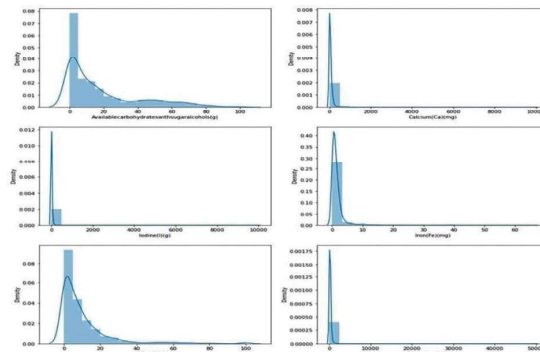 0.08
0.07
0.06
0.05
0.04
0.03
0.02
0.01
0.00
Density
0 20 40 60 80 100
Availablecarbohydrateswithsugaralcohols(g)
0.008
0.007
0.006
0.005
0.004
0.003
0.002
0.001
0.000
Density
0 2000 4000 6000 8000 10000
Calcium(Ca)(mg)
0.012
0.010
0.008
0.006
0.004
0.002
0.000
Density
0 2000 4000 6000 8000 10000
Iodine(I)(g)
0.40
0.35
0.30
0.25
0.20
0.15
0.10
0.05
0.00
Density
0 10 20 30 40 50 60
Iron(Fe)(mg)
0.08
0.06
0.04
0.02
0.00
Density
0 20 40 60 80 100
0.00175
0.00150
0.00125
0.00100
0.00075
0.00050
0.00025
0.00000
Density
0 10000 20000 30000 40000 50000